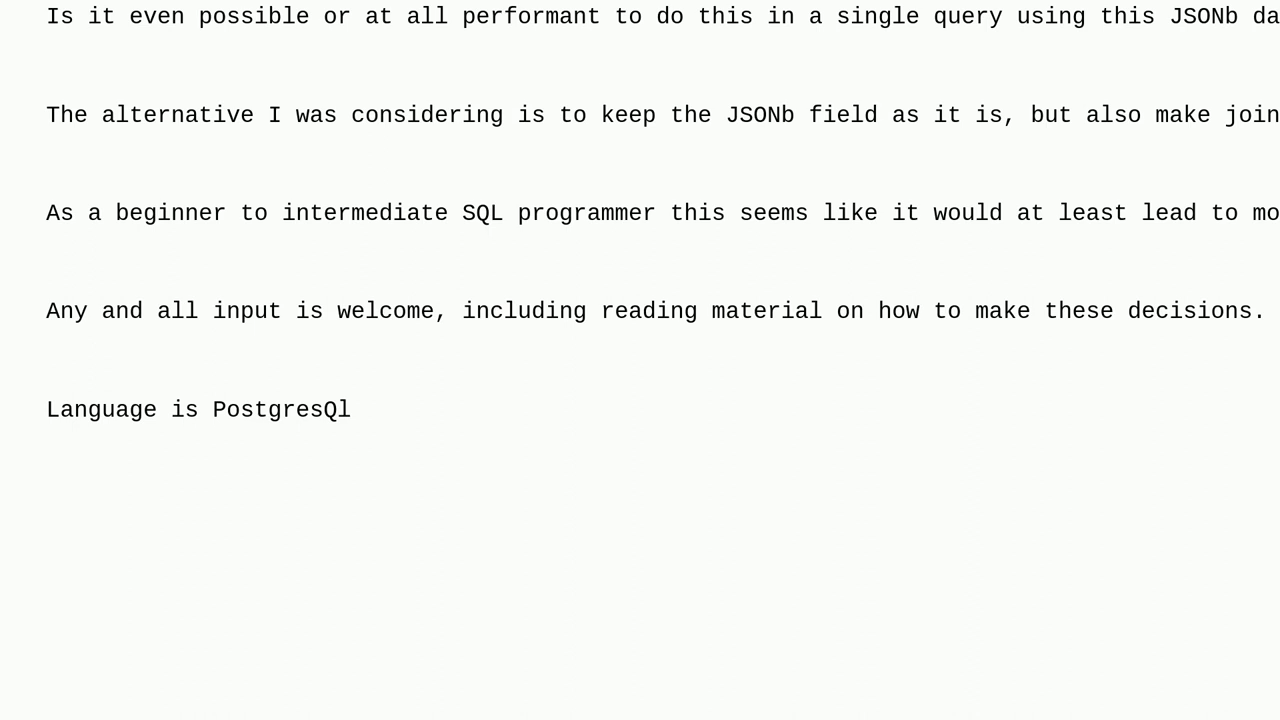 Is it even possible or at all performant to do this in a single query using this JSONb
The alternative I was considering is to keep the JSONb field as it is, but also make join
As a beginner to intermediate SQL programmer this seems like it would at least lead to
Any and all input is welcome, including reading material on how to make these decisions.
Language is PostgresQl